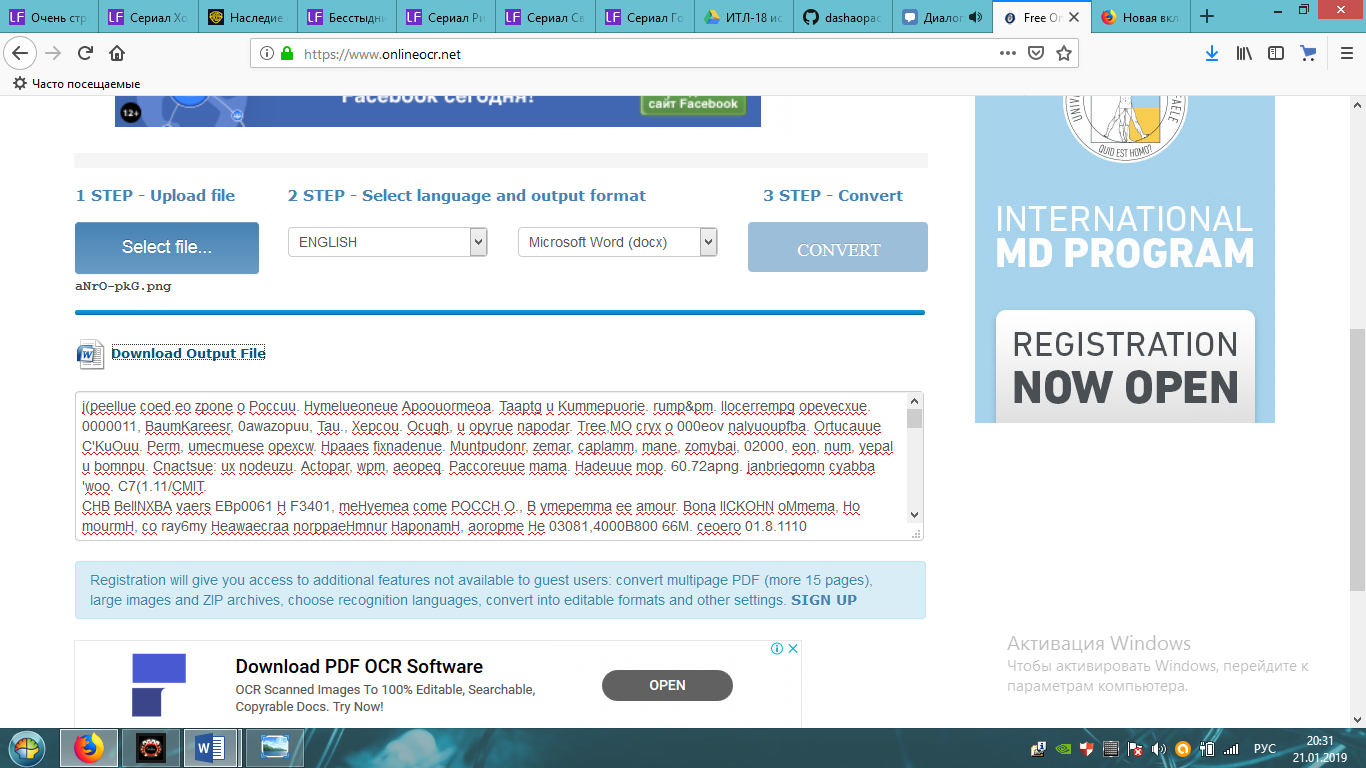 Очень стр
Сериал Хо
Наследие
Бесстыдни
Сериал Ри
Сериал Св
Сериал Го
ИТЛ-18 ис
dashaopac
Диалог
Free On
Новая вкл
https://www.onlineocr.net
Часто посещаемые
Facebook сегодня!
12+
сайт Facebook
1 STEP - Upload file
2 STEP - Select language and output format
3 STEP - Convert
Select file...
ENGLISH
Microsoft Word (docx)
CONVERT
aNrO-pkG.png
Download Output File
j(peellue coed.eo zpone o Poccuu. Hymelueoneue Apoouormeoa. Taaptg u Kummepuorie. rump&pm. llocerrempg opevecxue.
0000011, BaumKareesr, 0awazopuu, Tau., Xepcou. Ocugh, u opyrue napodar. Tree.MO cryx o 000eov nalyuoupfba. Ortucauue
C'KuOuu. Perm, umecmuese opexcw. Hpaaes fixnadenue. Muntpudonr, zemar, caplamm, mane, zomybai, 02000, eon, num, yepal
u bomnpu. Cnactsue: ux nodeuzu. Actopar, wpm, aeopeq. Paccoreuue mama. Hadeuue mop. 60.72apng. janbriegomn cyabba
'woo. C7(1.11/CMIT.
CHB BellNXBA vaers EBp0061 H F3401, meHyemea come POCCH.O., B ymepemma ee amour. Bona llCKOHN oMmema, Ho
mourmH, co ray6my Heawaecraa norppaeHmnur HaponamH, aoropme He 03081,4000B800 66M. ceoero 01.8.1110
Registration will give you access to additional features not available to guest users: convert multipage PDF (more 15 pages),
large images and ZIP archives, choose recognition languages, convert into editable formats and other settings. SIGN UP
Download PDF OCR Software
OCR Scanned Images To 100% Editable, Searchable,
Copyrable Docs. Try Now!
OPEN
QUID EST HOMO?
INTERNATIONAL
MD PROGRAM
REGISTRATION
NOW OPEN
Активация Windows
Чтобы активировать Windows, перейдите к
параметрам компьютера.
РУС
20:31
21.01.2019